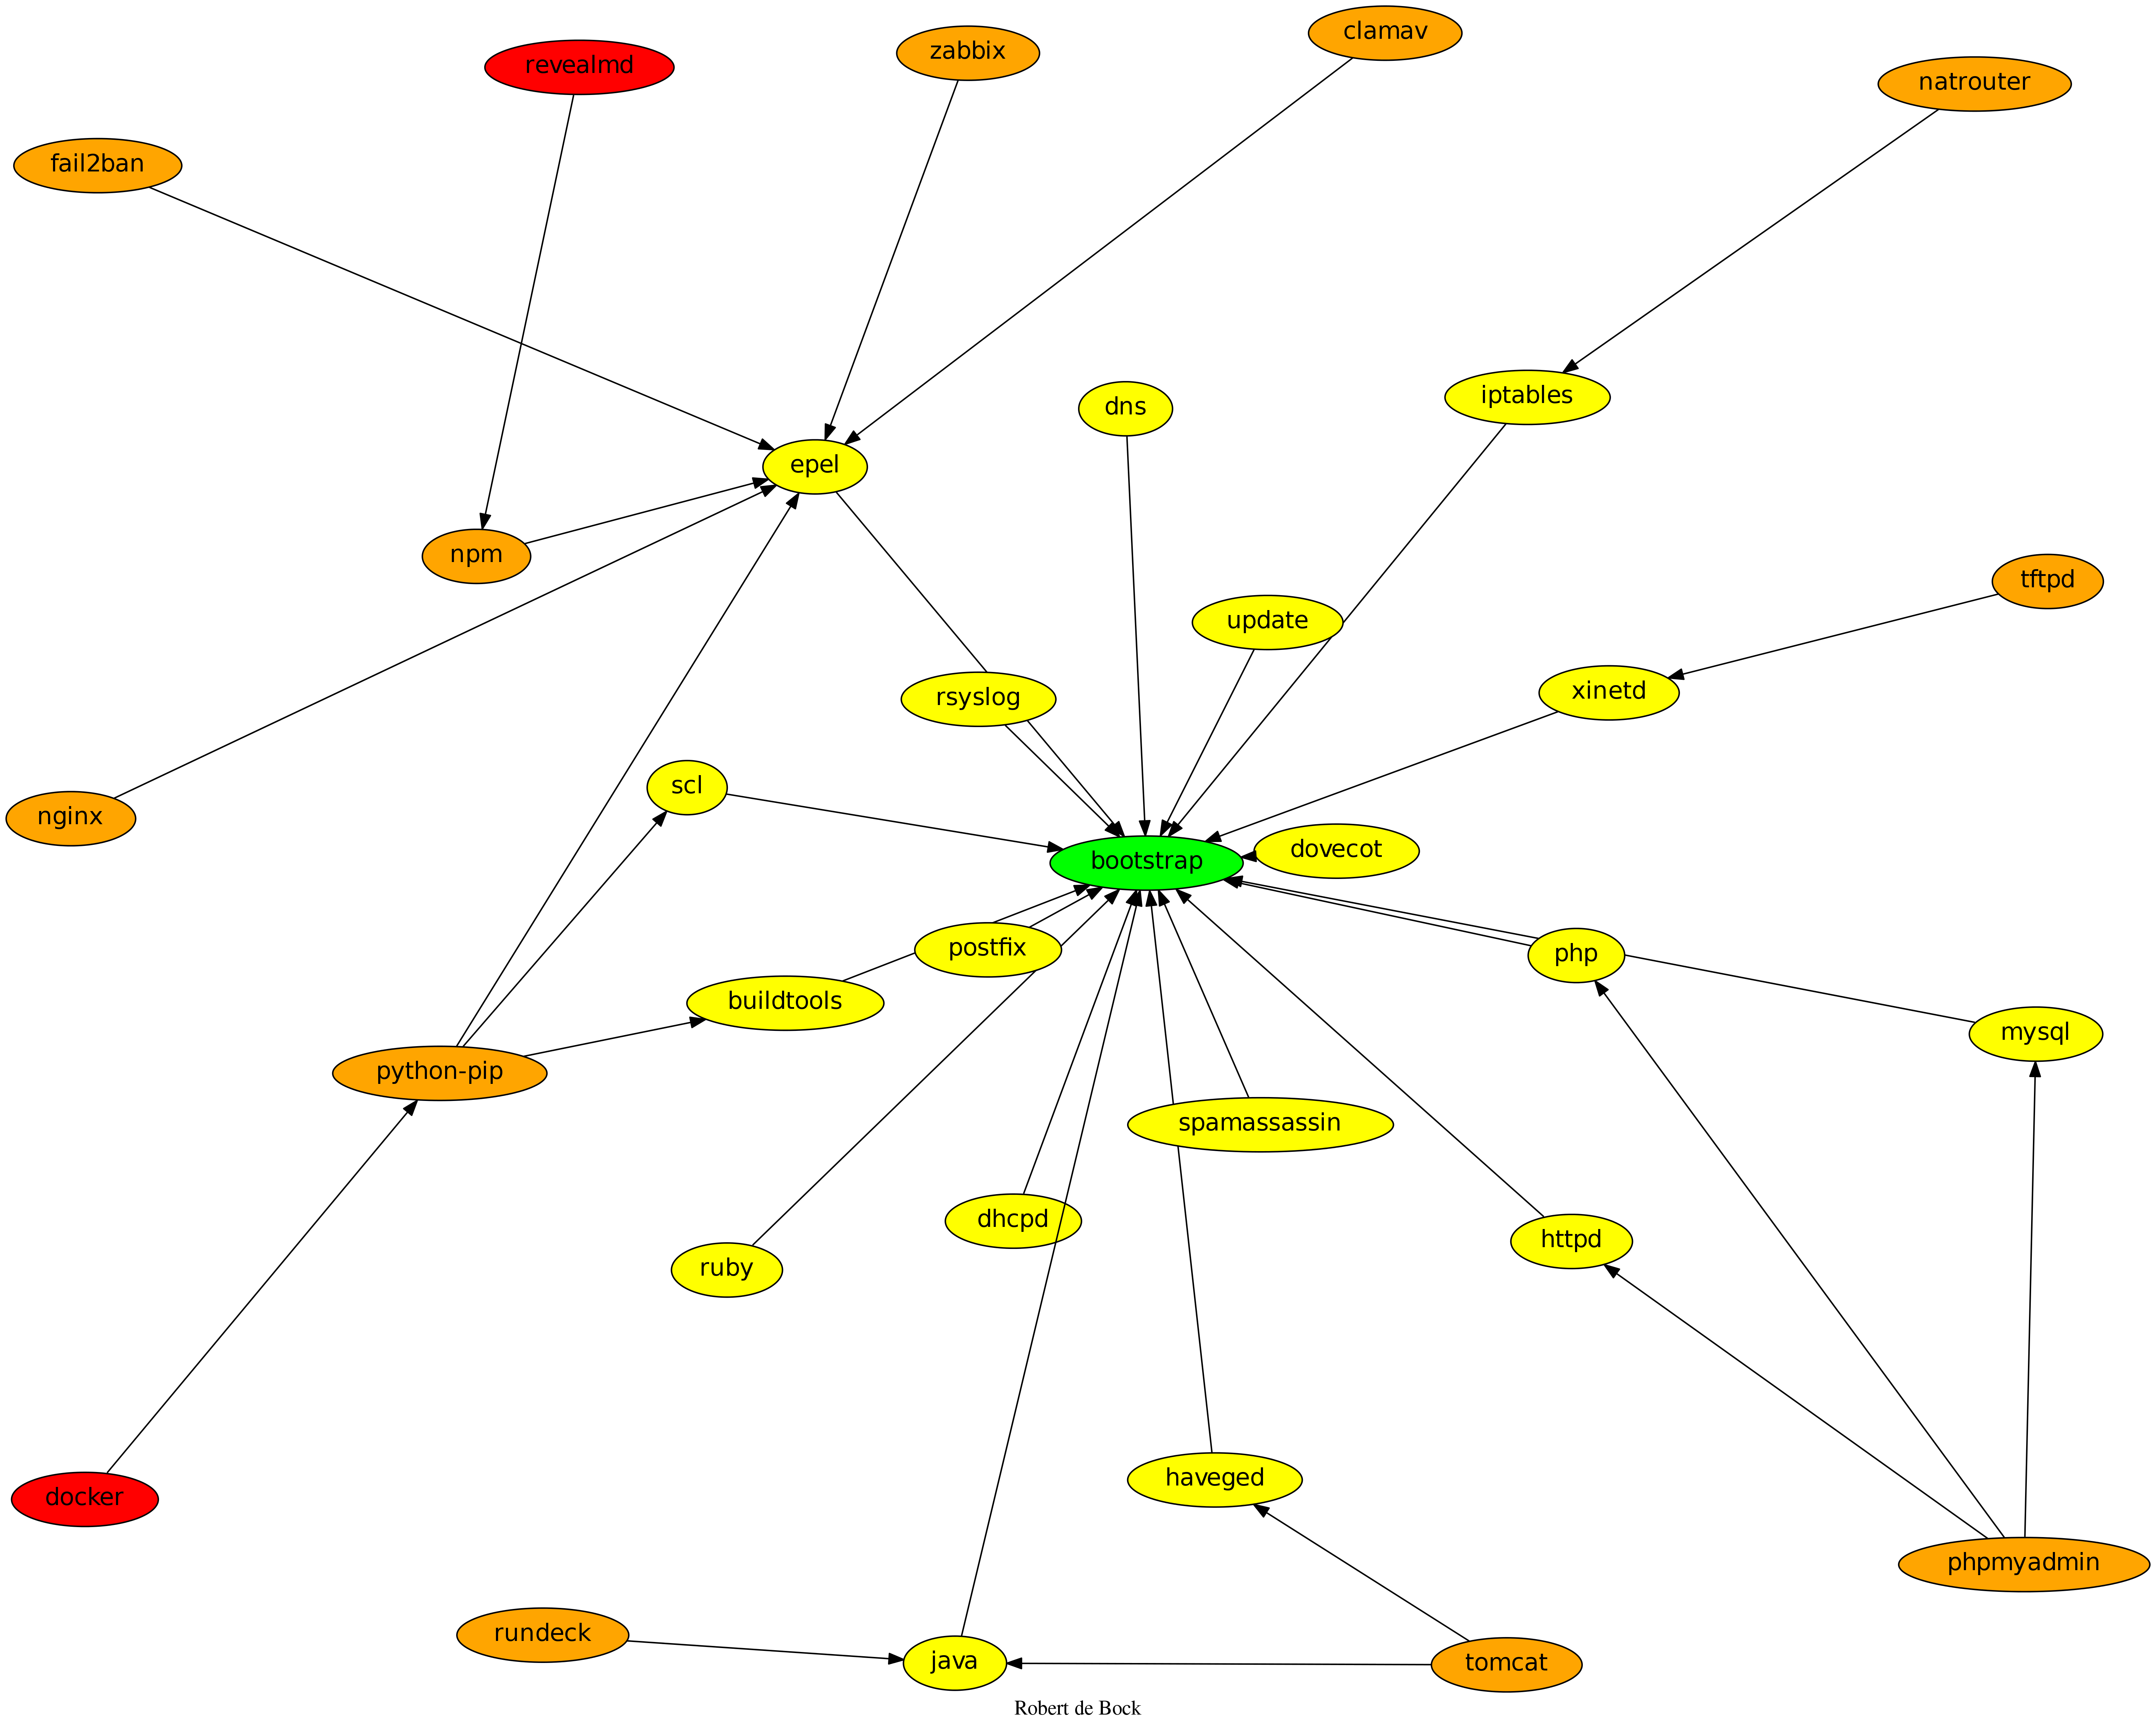 clamav
zabbix
revealmd
natrouter
fail2ban
iptables
dns
epel
npm
tftpd
update
xinetd
rsyslog
scl
nginx
dovecot
bootstrap
postfix
php
buildtools
mysql
python-pip
spamassassin
dhcpd
httpd
ruby
haveged
docker
phpmyadmin
rundeck
java
tomcat
Robert de Bock